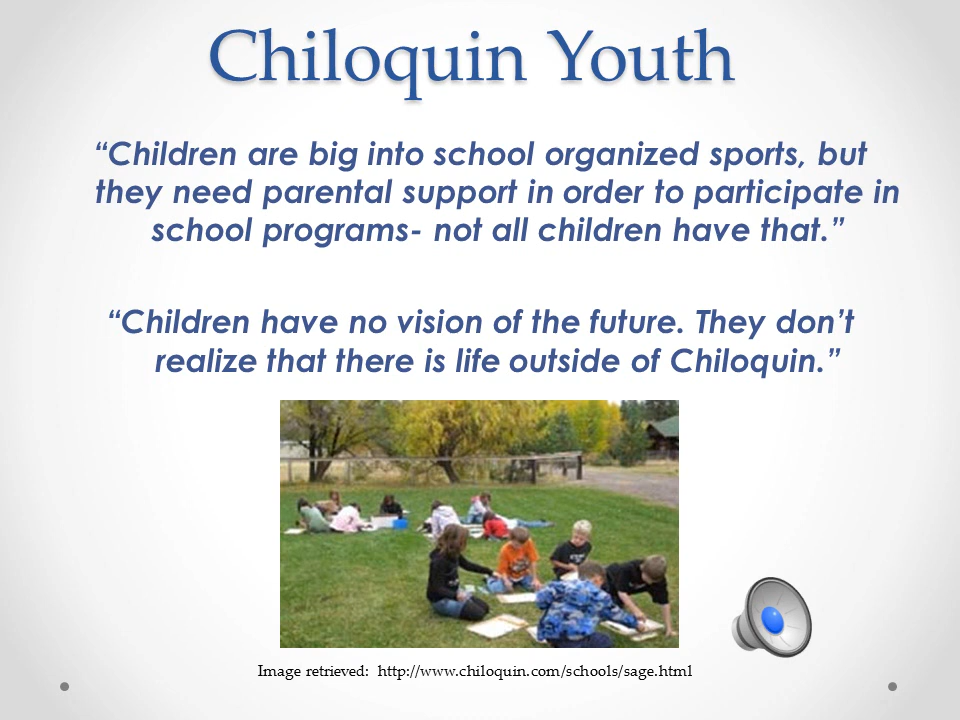 Chiloquin Youth
“Children are big into school organized sports, but
they need parental support in order to participate in
school programs- not all children have that.”
“Children have no vision of the future. They don’t
realize that there is life outside of Chiloquin.”
Image retrieved:  http://www.chiloquin.com/schools/sage.html